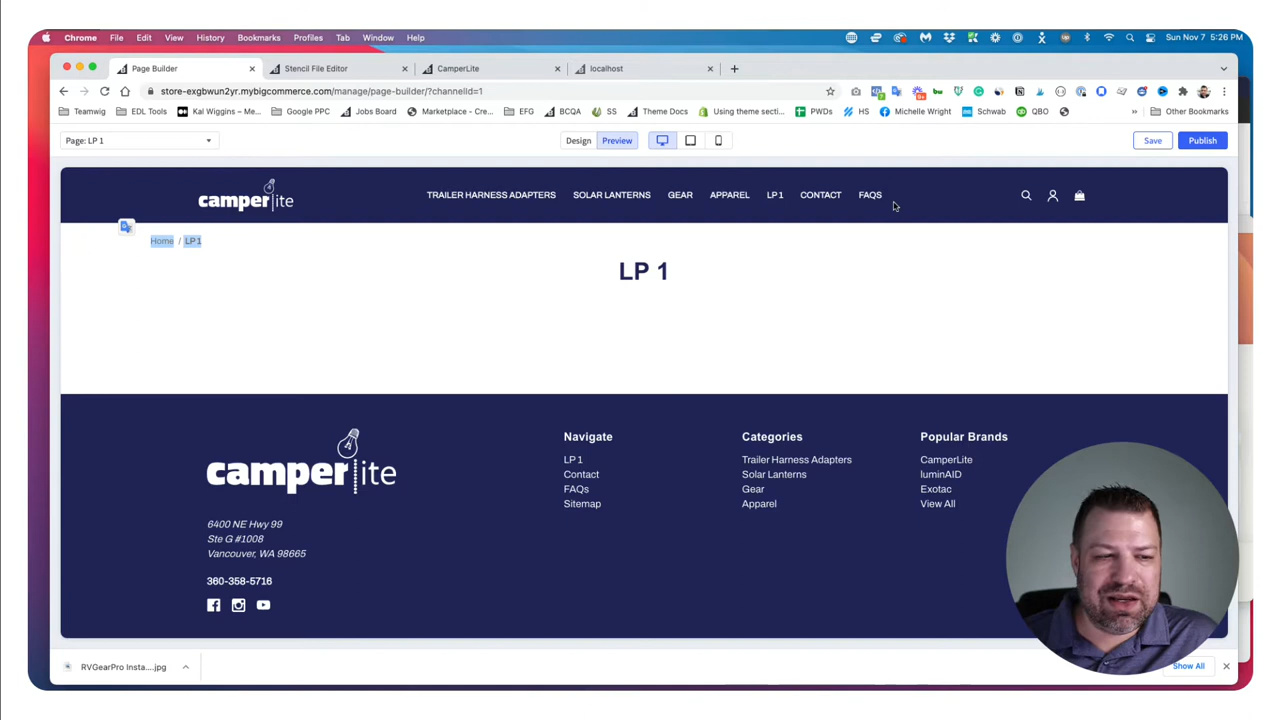 Chrome File Edit View History Bookmarks Profiles Tab Window Help
Sun Nov 7 5:26 PM
Page Builder
Stencil File Editor
CamperLite
localhost
store-exgbwun2yr.mybigcommerce.com/manage/page-builder/?channelId=1
Teamwig EDL Tools Kal Wiggins – Me... Google PPC Jobs Board Marketplace - Cre... EFG BCQA SS Theme Docs Using theme secti... PWDs HS Michelle Wright Schwab QBO » Other Bookmarks
Page: LP 1
Design Preview
Save Publish
camperlite
TRAILER HARNESS ADAPTERS SOLAR LANTERNS GEAR APPAREL LP 1 CONTACT FAQS
Home / LP 1
LP 1
camperlite
6400 NE Hwy 99
Ste G #1008
Vancouver, WA 98665
360-358-5716
Navigate
LP 1
Contact
FAQs
Sitemap
Categories
Trailer Harness Adapters
Solar Lanterns
Gear
Apparel
Popular Brands
CamperLite
luminAID
Exotac
View All
RVGearPro Insta....jpg
Show All